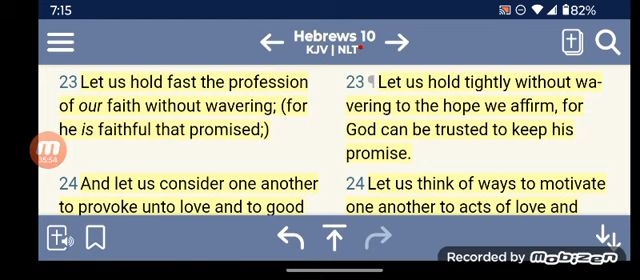 7:15
82%
Hebrews 10
KJV | NLT
23 Let us hold fast the profession
of our faith without wavering; (for
he is faithful that promised;)
24 And let us consider one another
to provoke unto love and to good
23 ¶ Let us hold tightly without wa-
vering to the hope we affirm, for
God can be trusted to keep his
promise.
24 Let us think of ways to motivate
one another to acts of love and
35:54
Recorded by Mobizen